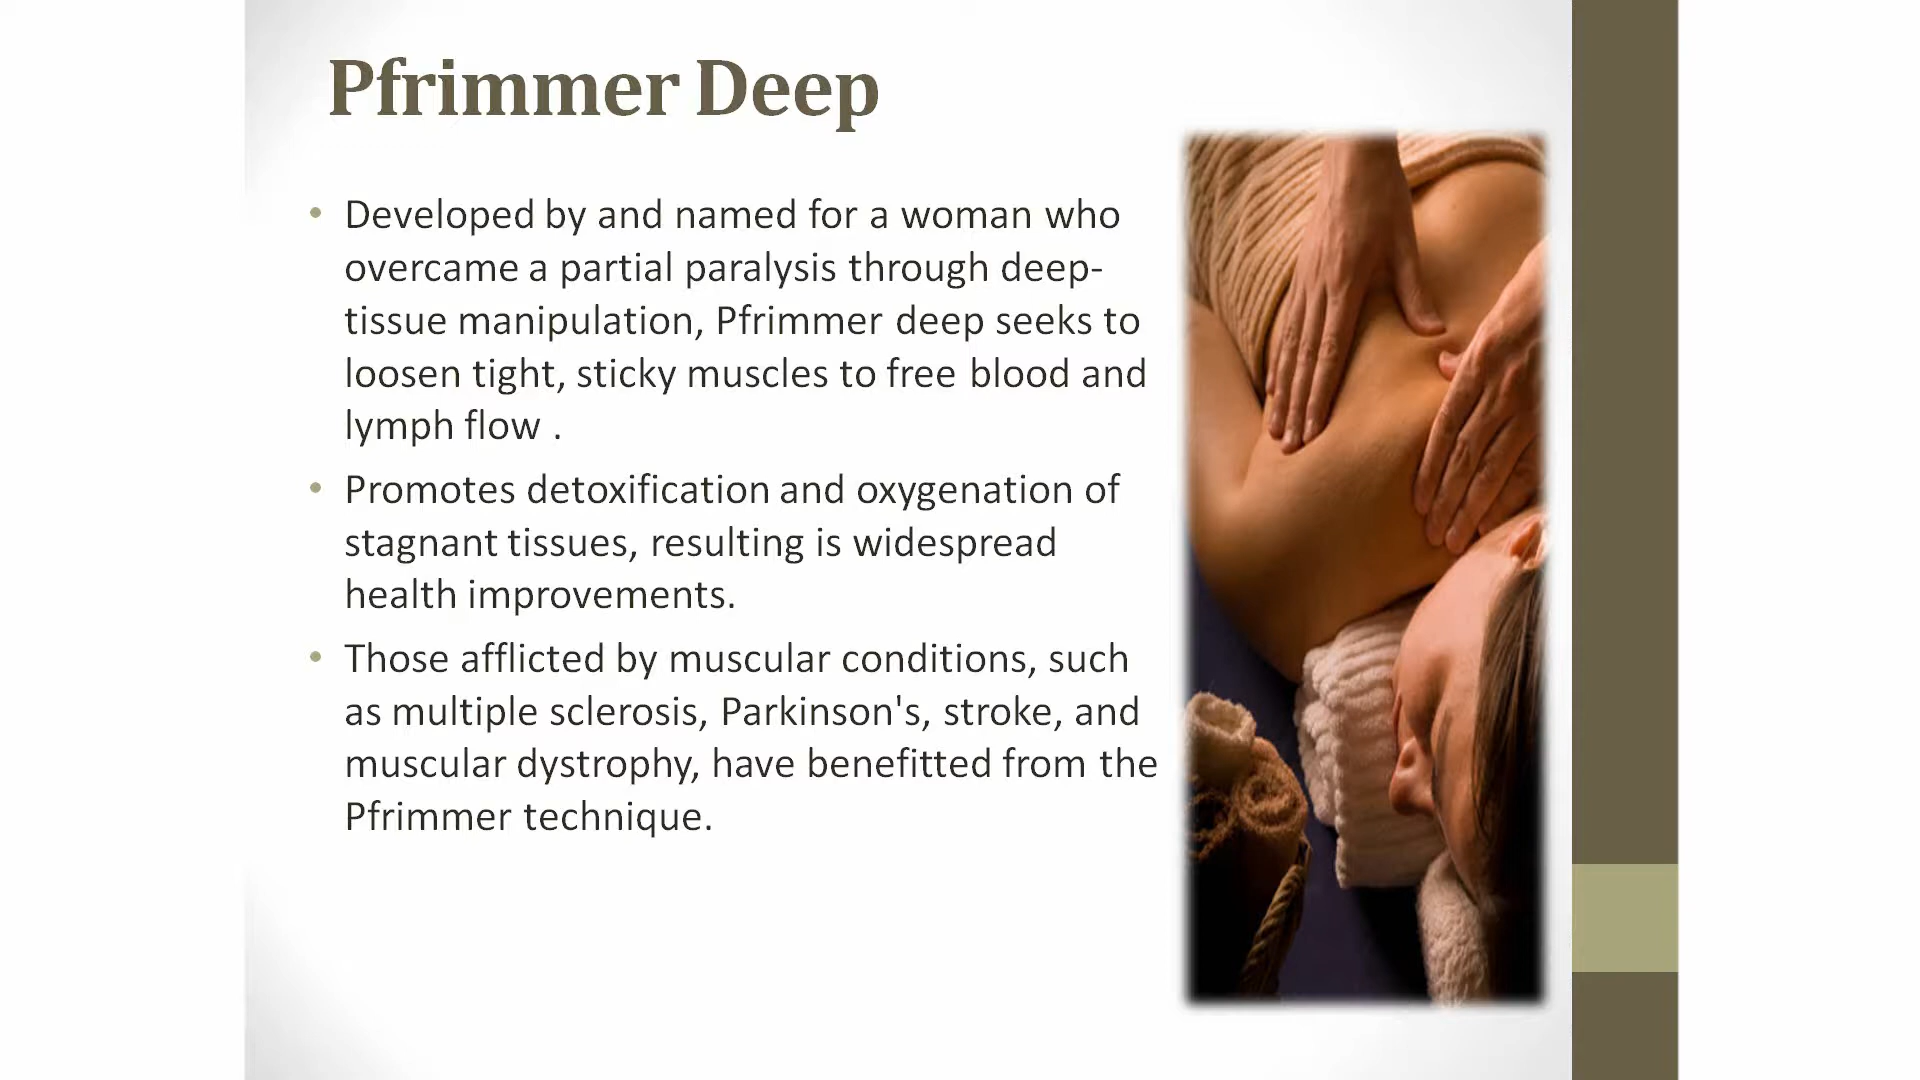 Pfrimmer Deep
• Developed by and named for a woman who
overcame a partial paralysis through deep-
tissue manipulation, Pfrimmer deep seeks to
loosen tight, sticky muscles to free blood and
lymph flow .
• Promotes detoxification and oxygenation of
stagnant tissues, resulting is widespread
health improvements.
• Those afflicted by muscular conditions, such
as multiple sclerosis, Parkinson's, stroke, and
muscular dystrophy, have benefitted from the
Pfrimmer technique.